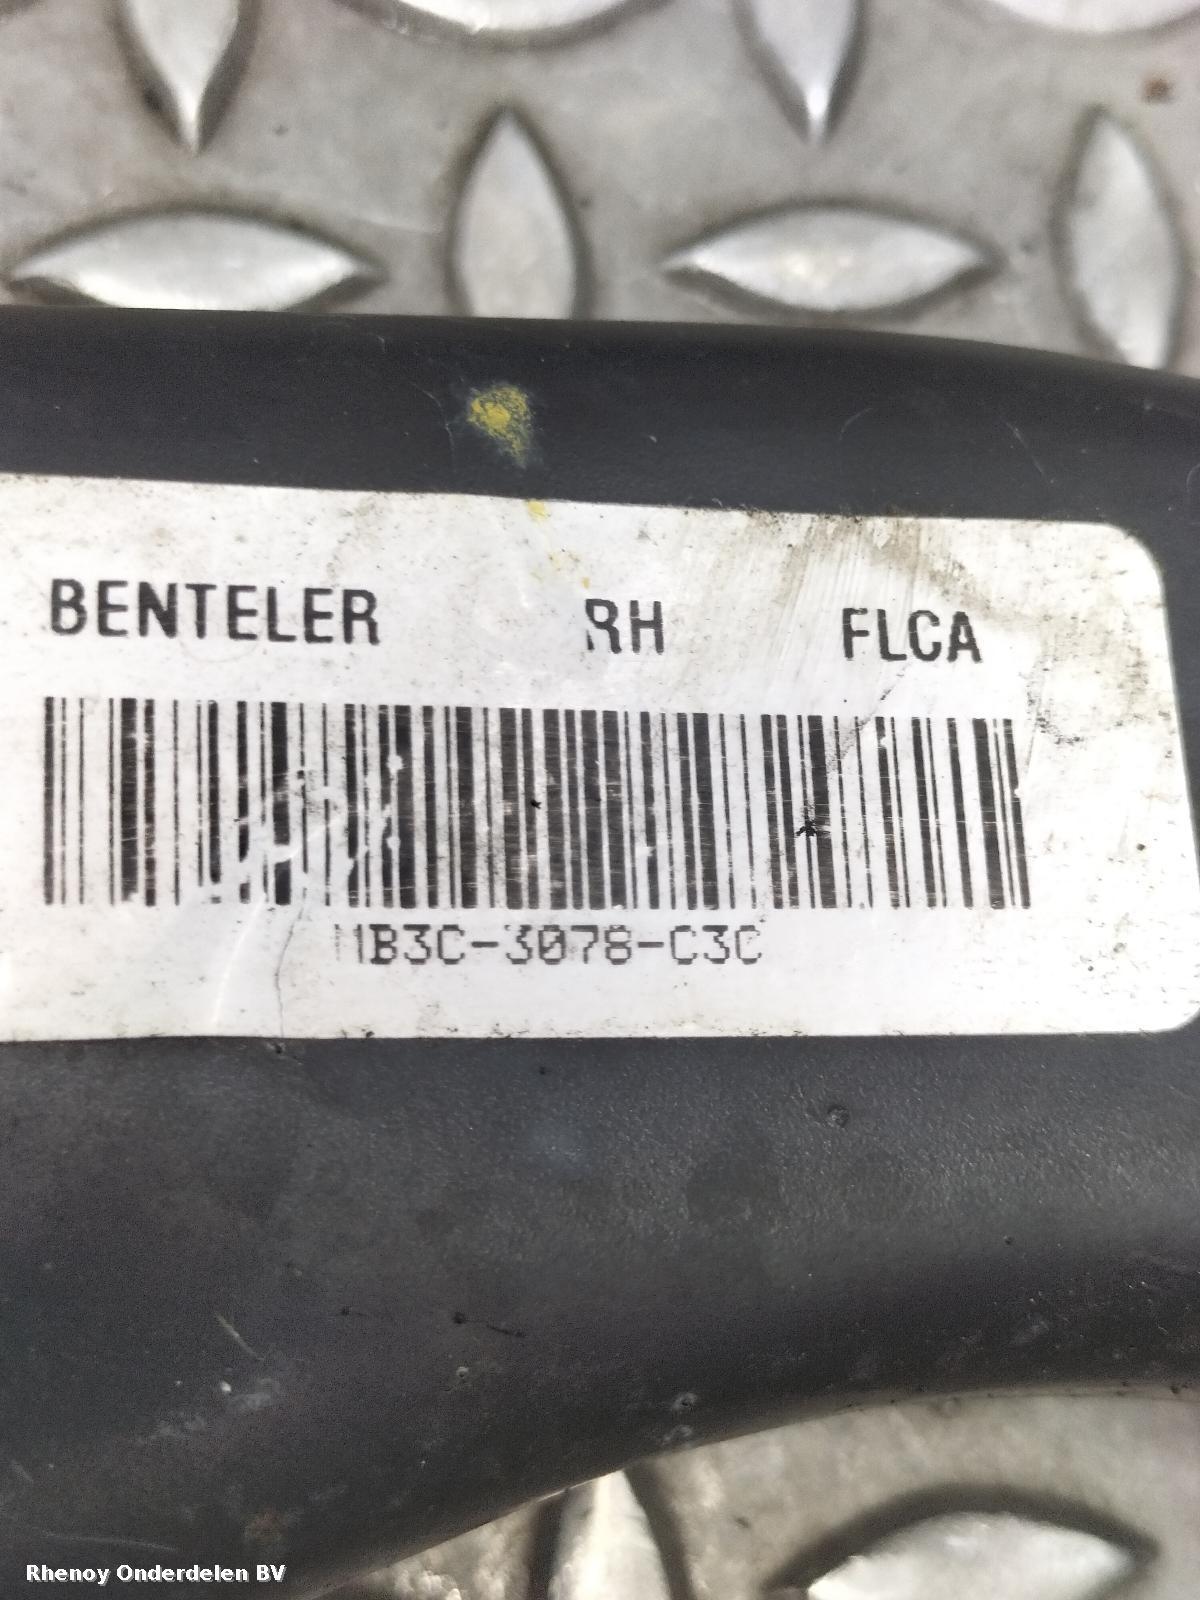 BENTELER RH FLCA
MB3C-3078-C3C
Rhenoy Onderdelen BV